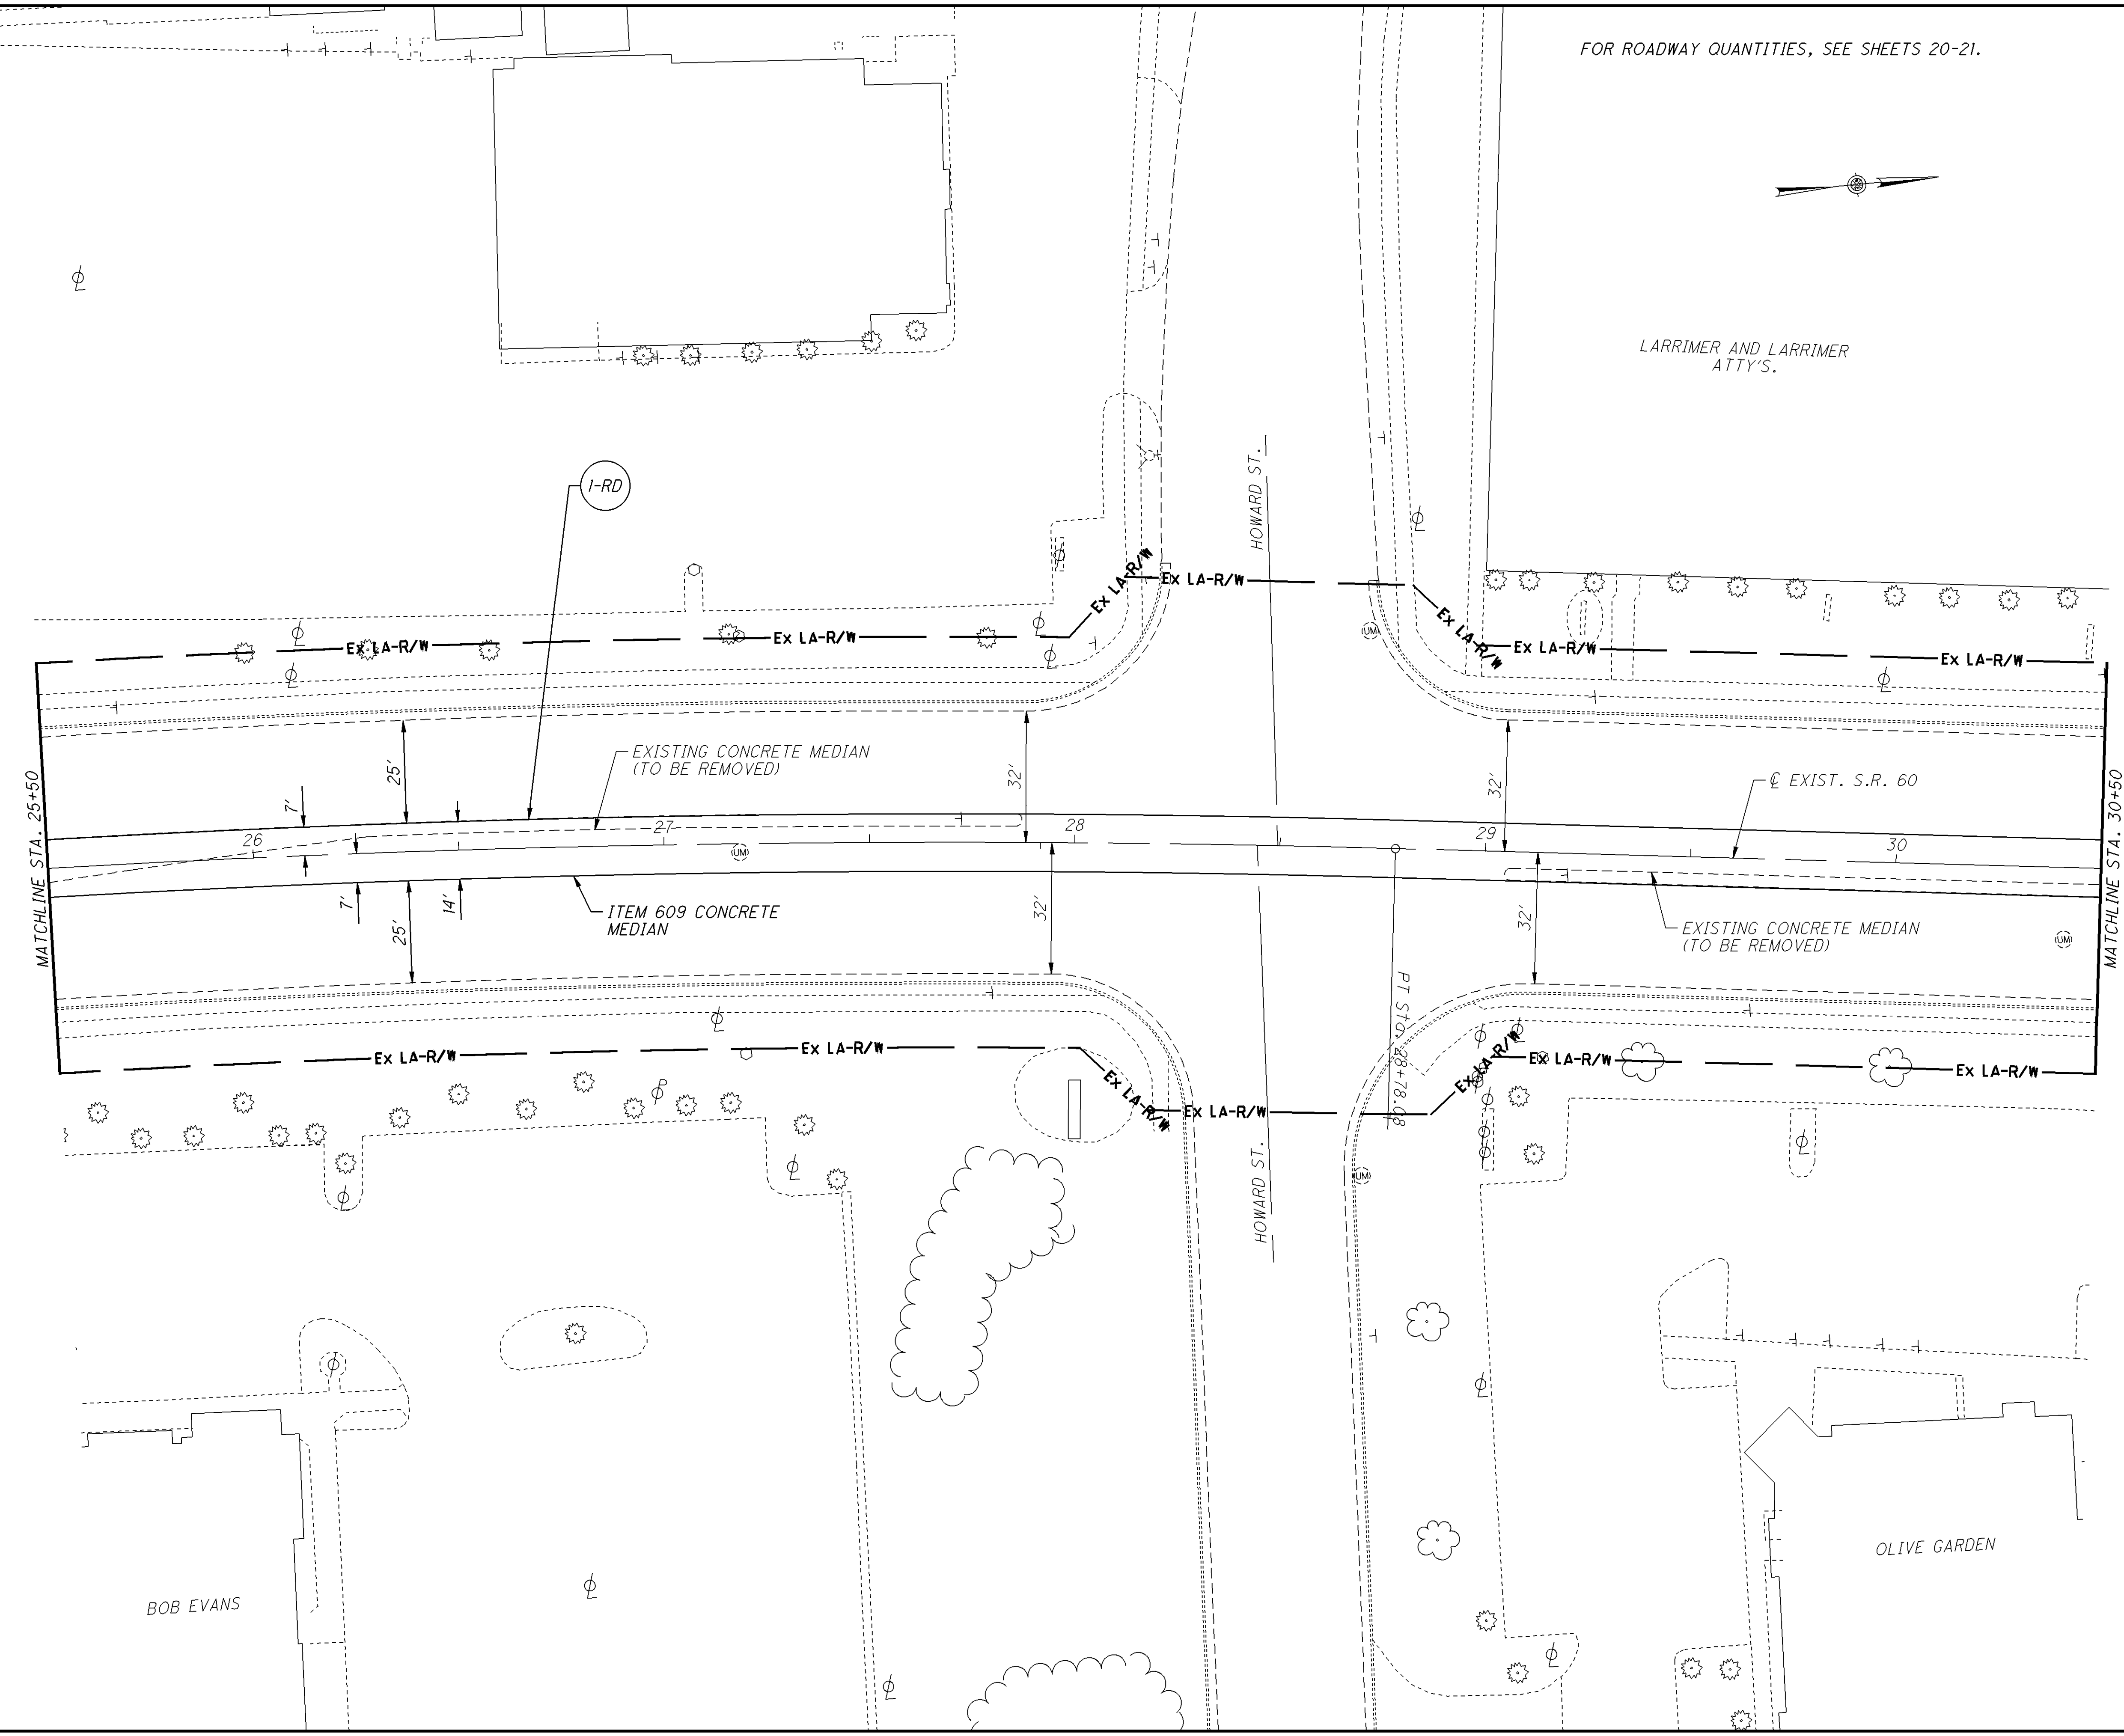 FOR ROADWAY QUANTITIES, SEE SHEETS 20-21.
LARRIMER AND LARRIMER
ATTY'S.
HOWARD ST.
1-RD
Ex LA-R/W
Ex LA-R/W
Ex LA-R/W
Ex LA-R/W
Ex LA-R/W
Ex LA-R/W
Ex LA-R/W
EXISTING CONCRETE MEDIAN
(TO BE REMOVED)
25'
32'
32'
℄ EXIST. S.R. 60
7'
MATCHLINE STA. 25+50
MATCHLINE STA. 30+50
26
27
28
29
30
(UM)
(UM)
7'
14'
25'
32'
32'
ITEM 609 CONCRETE
MEDIAN
EXISTING CONCRETE MEDIAN
(TO BE REMOVED)
(UM)
PT Sta. 28+78.08
Ex LA-R/W
Ex LA-R/W
Ex LA-R/W
Ex LA-R/W
Ex LA-R/W
Ex LA-R/W
Ex LA-R/W
(UM)
HOWARD ST.
BOB EVANS
OLIVE GARDEN